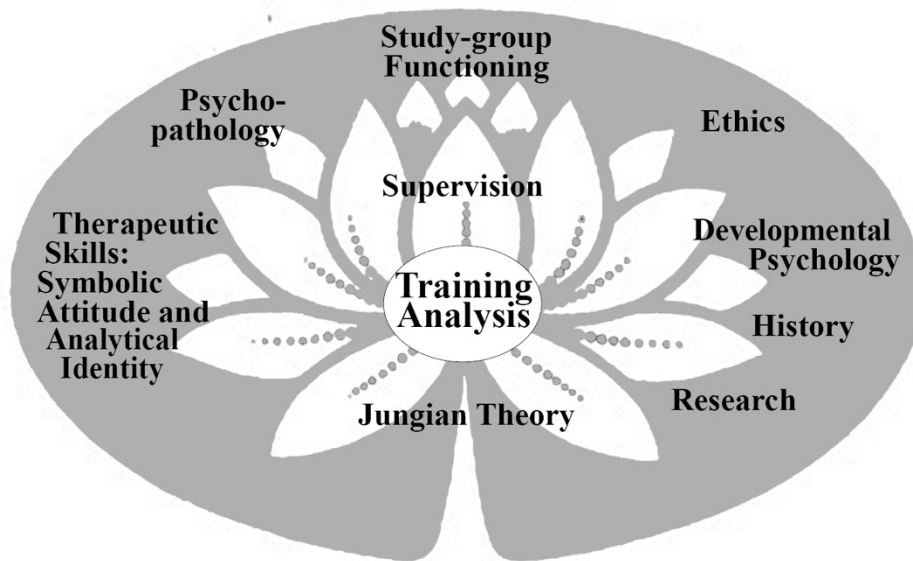 Study-group
Functioning
Psycho-
pathology
Ethics
Supervision
Therapeutic
Skills:
Symbolic
Attitude and
Analytical
Identity
Developmental
Psychology
Training
Analysis
History
Jungian Theory
Research